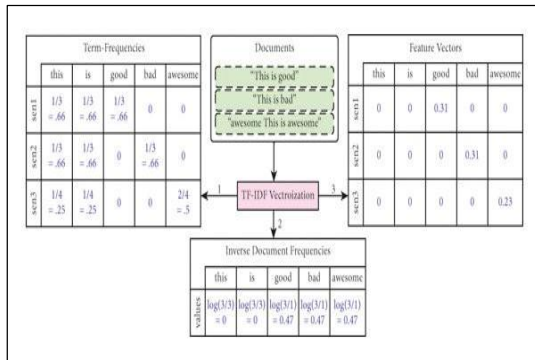 Term-Frequencies
this is good bad awesome
sen1 1/3 = .66 1/3 = .66 1/3 = .66 0 0
sen2 1/3 = .66 1/3 = .66 0 1/3 = .66 0
sen3 1/4 = .25 1/4 = .25 0 0 2/4 = .5
Documents
"This is good"
"This is bad"
"awesome This is awesome"
Feature Vectors
this is good bad awesome
sen1 0 0 0.31 0 0
sen2 0 0 0 0.31 0
sen3 0 0 0 0 0.23
1
TF-IDF Vectroization
3
2
Inverse Document Frequencies
this is good bad awesome
values log(3/3) = 0 log(3/3) = 0 log(3/1) = 0.47 log(3/1) = 0.47 log(3/1) = 0.47